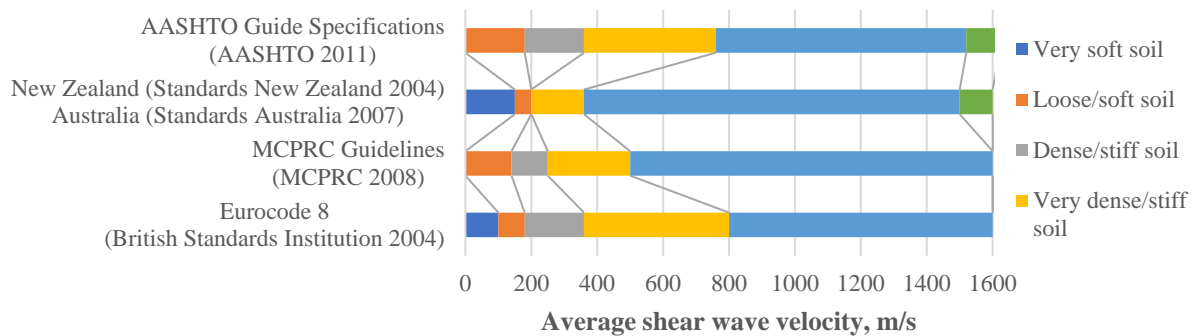 AASHTO Guide Specifications
(AASHTO 2011)
New Zealand (Standards New Zealand 2004)
Australia (Standards Australia 2007)
MCPRC Guidelines
(MCPRC 2008)
Eurocode 8
(British Standards Institution 2004)
0 200 400 600 800 1000 1200 1400 1600
Average shear wave velocity, m/s
Very soft soil
Loose/soft soil
Dense/stiff soil
Very dense/stiff
soil